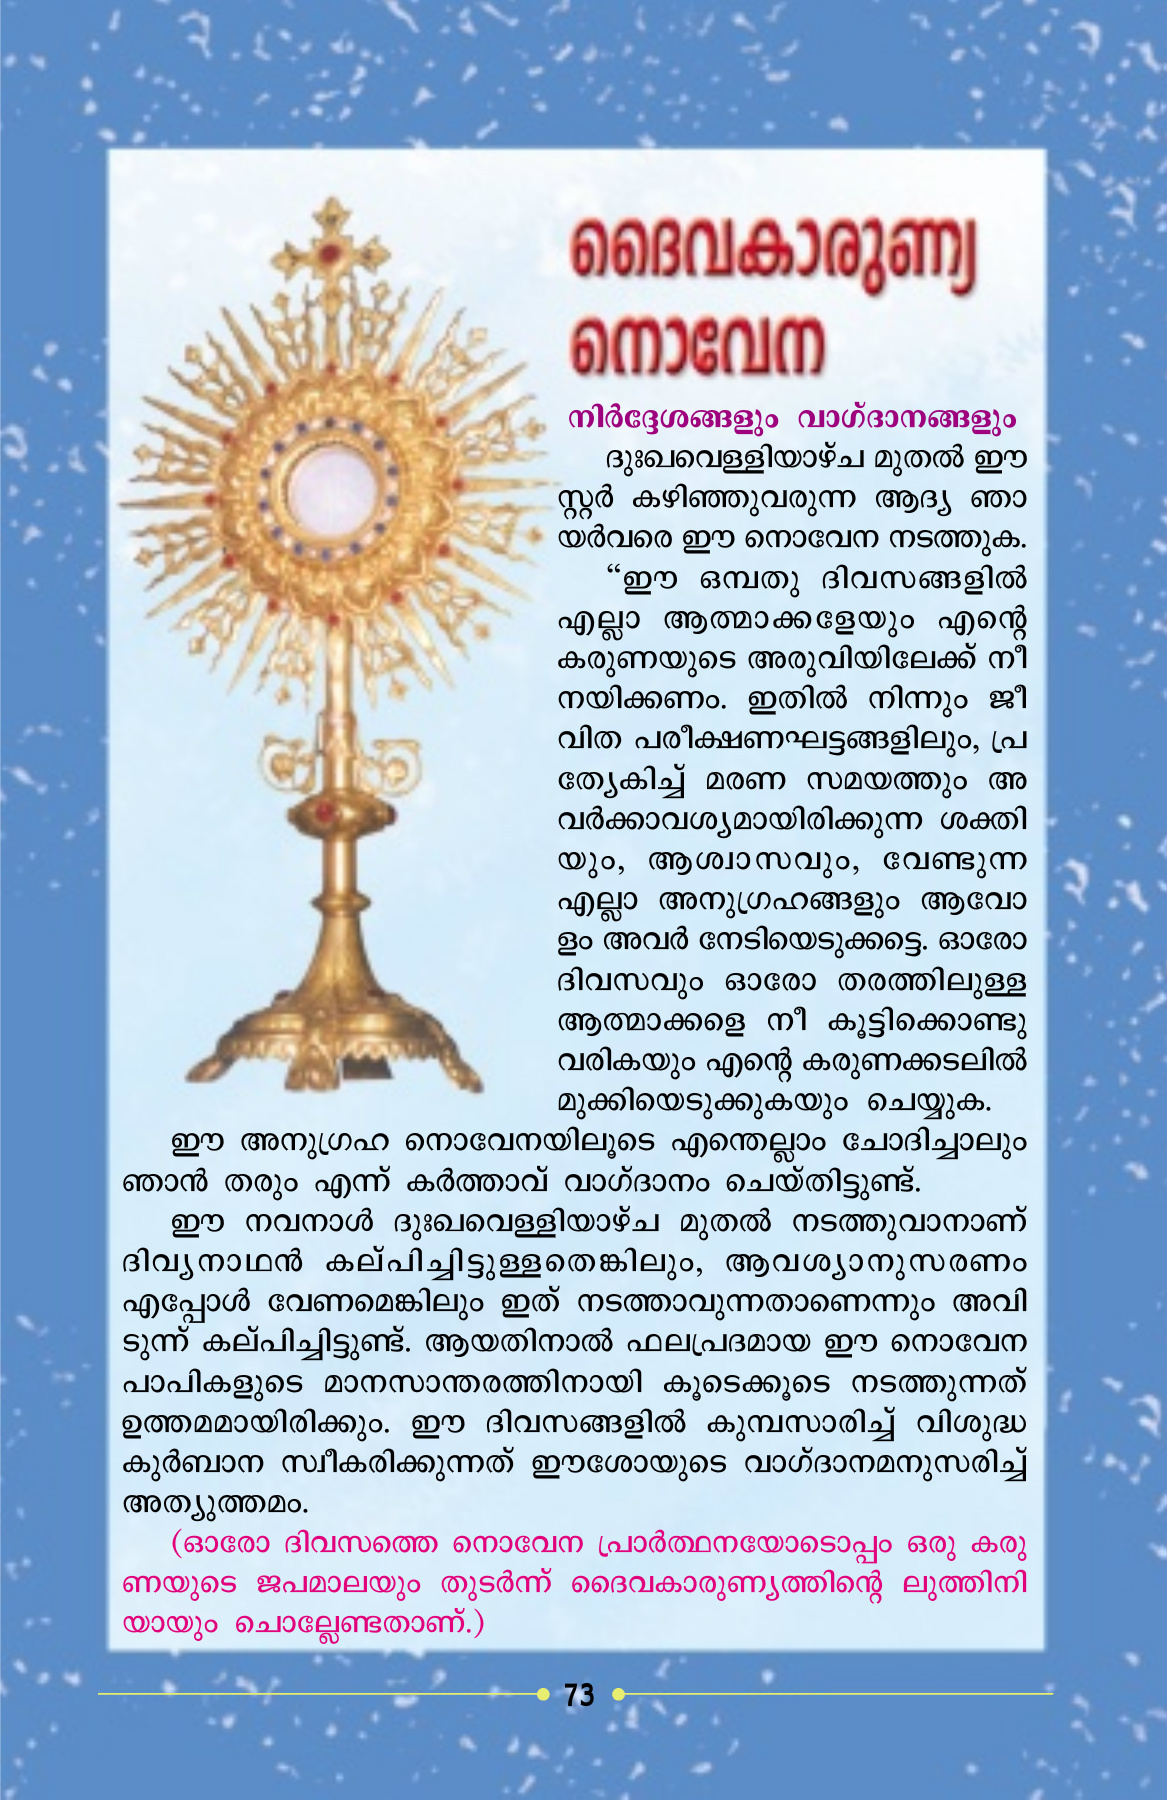 ദൈവകാരുണ്യ
നൊവേന
നിർദ്ദേശങ്ങളും വാഗ്ദാനങ്ങളും
ദുഃഖവെള്ളിയാഴ്ച മുതൽ ഈ
സ്റ്റർ കഴിഞ്ഞുവരുന്ന ആദ്യ ഞാ
യർവരെ ഈ നൊവേന നടത്തുക.
“ഈ ഒമ്പതു ദിവസങ്ങളിൽ
എല്ലാ ആത്മാക്കളേയും എന്റെ
കരുണയുടെ അരുവിയിലേക്ക് നീ
നയിക്കണം. ഇതിൽ നിന്നും ജീ
വിത പരീക്ഷണഘട്ടങ്ങളിലും, പ്ര
ത്യേകിച്ച് മരണ സമയത്തും അ
വർക്കാവശ്യമായിരിക്കുന്ന ശക്തി
യും, ആശ്വാസവും, വേണ്ടുന്ന
എല്ലാ അനുഗ്രഹങ്ങളും ആവോ
ളം അവർ നേടിയെടുക്കട്ടെ. ഓരോ
ദിവസവും ഓരോ തരത്തിലുള്ള
ആത്മാക്കളെ നീ കൂട്ടിക്കൊണ്ടു
വരികയും എന്റെ കരുണക്കടലിൽ
മുക്കിയെടുക്കുകയും ചെയ്യുക.
ഈ അനുഗ്രഹ നൊവേനയിലൂടെ എന്തെല്ലാം ചോദിച്ചാലും
ഞാൻ തരും എന്ന് കർത്താവ് വാഗ്ദാനം ചെയ്തിട്ടുണ്ട്.
ഈ നവനാൾ ദുഃഖവെള്ളിയാഴ്ച മുതൽ നടത്തുവാനാണ്
ദിവ്യനാഥൻ കല്പിച്ചിട്ടുള്ളതെങ്കിലും, ആവശ്യാനുസരണം
എപ്പോൾ വേണമെങ്കിലും ഇത് നടത്താവുന്നതാണെന്നും അവി
ടുന്ന് കല്പിച്ചിട്ടുണ്ട്. ആയതിനാൽ ഫലപ്രദമായ ഈ നൊവേന
പാപികളുടെ മാനസാന്തരത്തിനായി കൂടെക്കൂടെ നടത്തുന്നത്
ഉത്തമമായിരിക്കും. ഈ ദിവസങ്ങളിൽ കുമ്പസാരിച്ച് വിശുദ്ധ
കുർബാന സ്വീകരിക്കുന്നത് ഈശോയുടെ വാഗ്ദാനമനുസരിച്ച്
അത്യുത്തമം.
(ഓരോ ദിവസത്തെ നൊവേന പ്രാർത്ഥനയോടൊപ്പം ഒരു കരു
ണയുടെ ജപമാലയും തുടർന്ന് ദൈവകാരുണ്യത്തിന്റെ ലുത്തിനി
യായും ചൊല്ലേണ്ടതാണ്.)
73